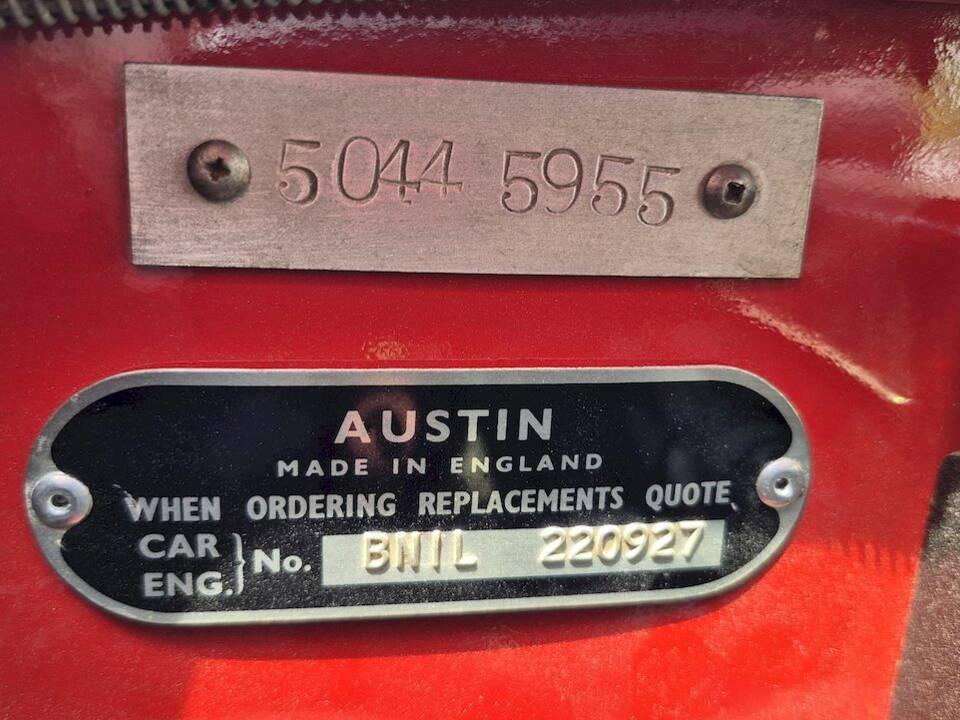 5044 5955
AUSTIN
MADE IN ENGLAND
WHEN ORDERING REPLACEMENTS QUOTE
CAR
ENG. } No. BN1L 220927